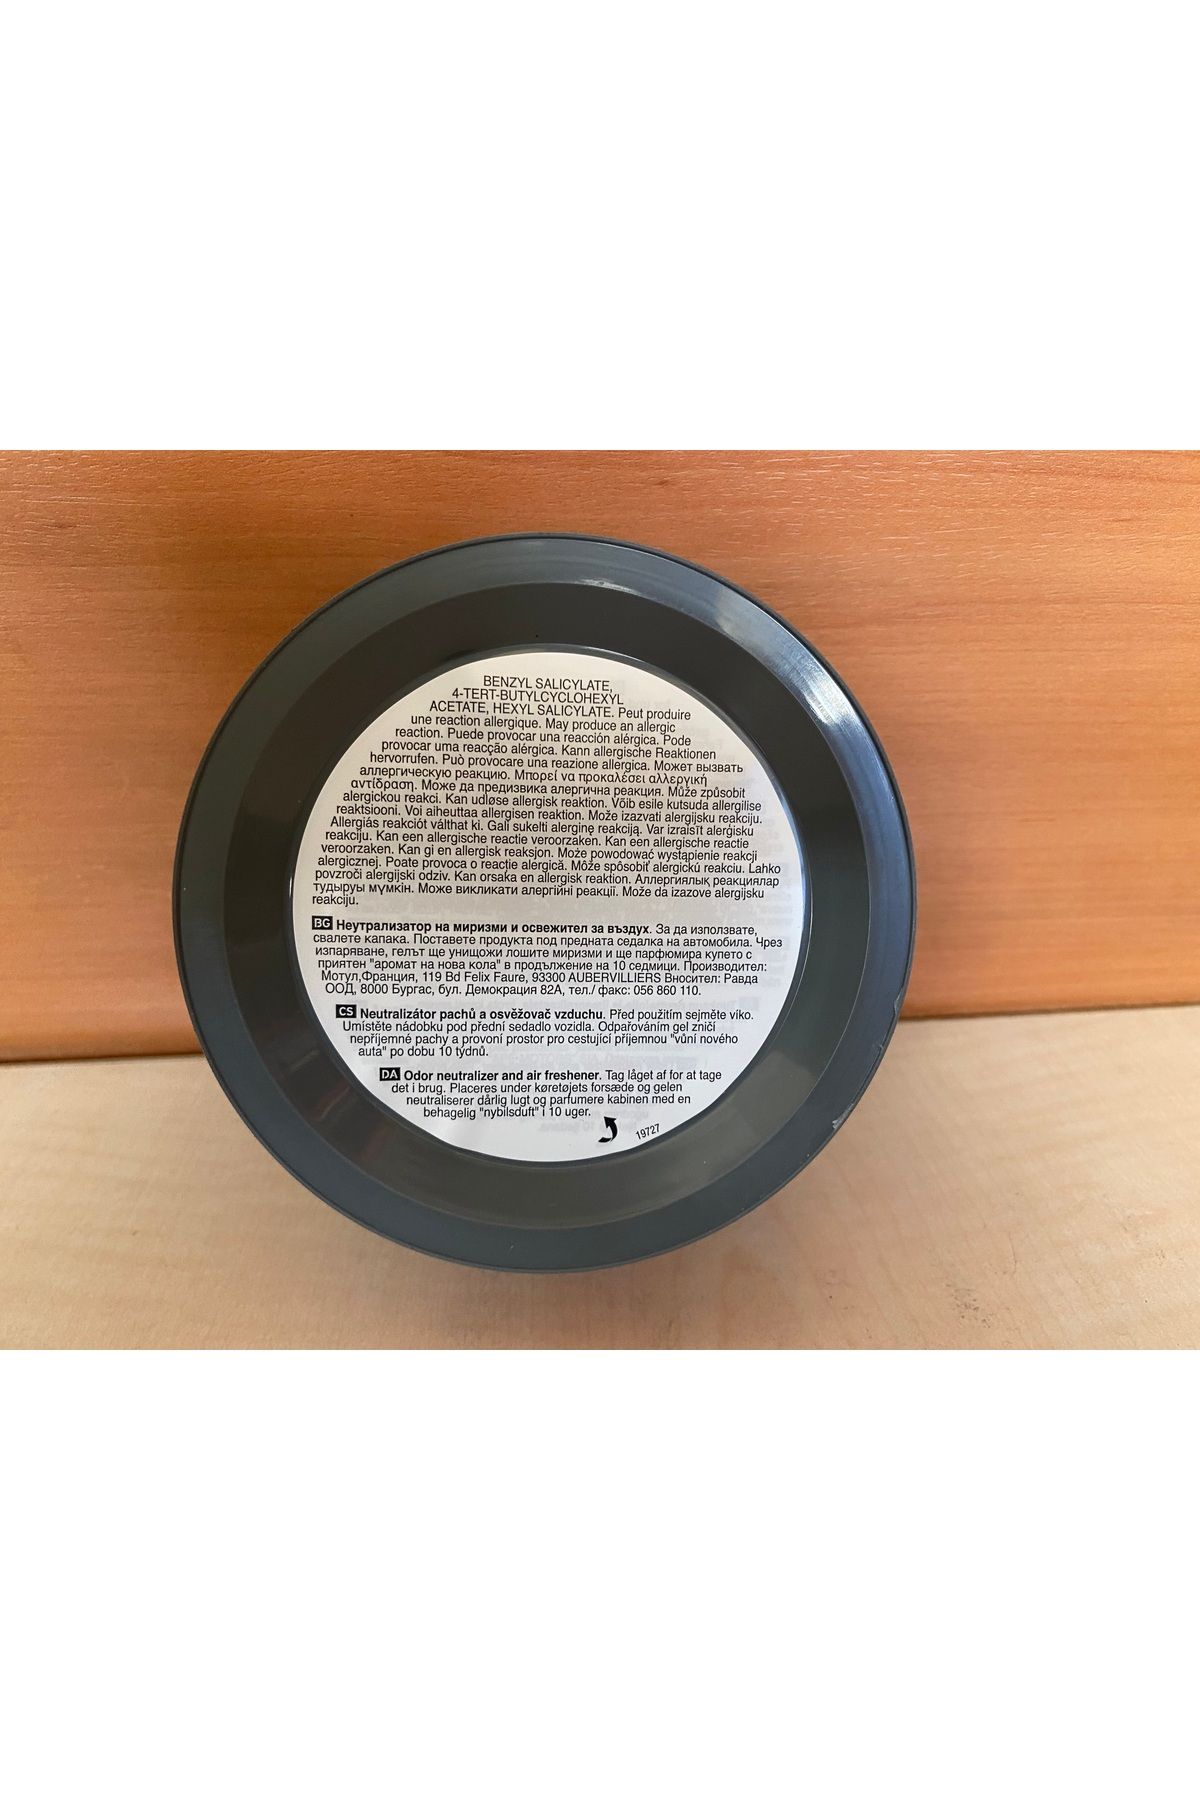 BENZYL SALICYLATE,
4-TERT-BUTYLCYCLOHEXYL
ACETATE, HEXYL SALICYLATE. Peut produire
une reaction allergique. May produce an allergic
reaction. Puede provocar una reacción alérgica. Pode
provocar uma reacção alérgica. Kann allergische Reaktionen
hervorrufen. Può provocare una reazione allergica. Может вызвать
аллергическую реакцию. Μπορεί να προκαλέσει αλλεργική
αντίδραση. Може да предизвика алергична реакция. Může způsobit
alergickou reakci. Kan udløse allergisk reaktion. Võib esile kutsuda allergilise
reaktsiooni. Voi aiheuttaa allergisen reaktion. Može izazvati alergijsku reakciju.
Allergiás reakciót válthat ki. Gali sukelti alerginę reakciją. Var izraisīt alerģisku
reakciju. Kan een allergische reactie veroorzaken. Kan een allergische reactie
veroorzaken. Kan gi en allergisk reaksjon. Może powodować wystąpienie reakcji
alergicznej. Poate provoca o reacție alergică. Môže spôsobiť alergickú reakciu. Lahko
povzroči alergijski odziv. Kan orsaka en allergisk reaktion. Аллергиялық реакциялар
тудыруы мүмкін. Може викликати алергійні реакції. Može da izazove alergijsku
reakciju.
BG Неутрализатор на миризми и освежител за въздух. За да използвате,
свалете капака. Поставете продукта под предната седалка на автомобила. Чрез
изпаряване, гелът ще унищожи лошите миризми и ще парфюмира купето с
приятен "аромат на нова кола" в продължение на 10 седмици. Производител:
Мотул,Франция, 119 Bd Felix Faure, 93300 AUBERVILLIERS Вносител: Равда
ООД, 8000 Бургас, бул. Демокрация 82А, тел./ факс: 056 860 110.
CS Neutralizátor pachů a osvěžovač vzduchu. Před použitím sejměte víko.
Umístěte nádobku pod přední sedadlo vozidla. Odpařováním gel zničí
nepříjemné pachy a provoní prostor pro cestující příjemnou "vůní nového
auta" po dobu 10 týdnů.
DA Odor neutralizer and air freshener. Tag låget af for at tage
det i brug. Placeres under køretøjets forsæde og gelen
neutraliserer dårlig lugt og parfumere kabinen med en
behagelig "nybilsduft" i 10 uger.
19727